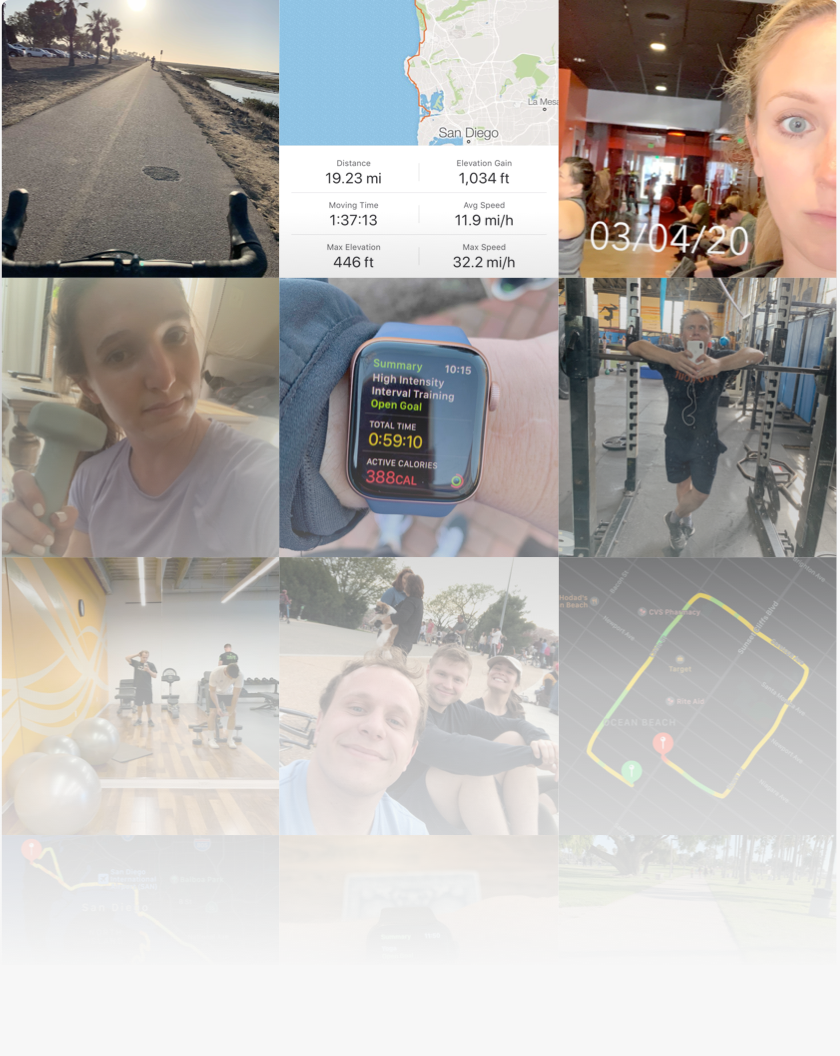 La Mesa
San Diego
Distance
19.23 mi
Elevation Gain
1,034 ft
Moving Time
1:37:13
Avg Speed
11.9 mi/h
Max Elevation
446 ft
Max Speed
32.2 mi/h
03/04/20
Summary 10:15
High Intensity
Interval Training
Open Goal
TOTAL TIME
0:59:10
ACTIVE CALORIES
388CAL
Hodad's
n Beach
CVS Pharmacy
Target
Rite Aid
OCEAN BEACH